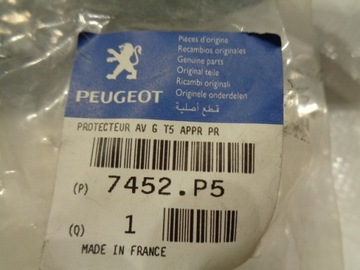 Pièces d'origine
Recambios originales
Genuine parts
Original teile
Ricambi originali
Originele onderdelen
قطع أصلية
PEUGEOT
PROTECTEUR AV G T5 APPR PR
(P) 7452.P5
(Q) 1
MADE IN FRANCE